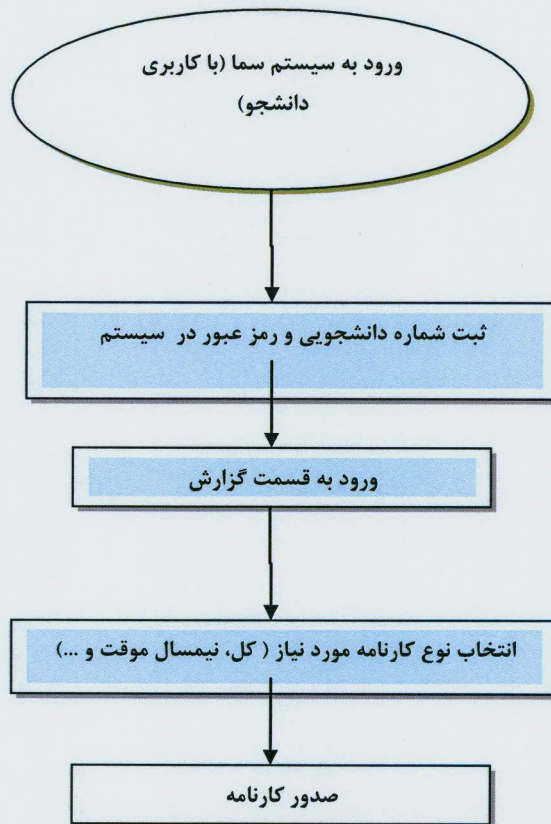 ورود به سیستم سما (با کاربری
دانشجو)
ثبت شماره دانشجویی و رمز عبور در سیستم
ورود به قسمت گزارش
انتخاب نوع کارنامه مورد نیاز ( کل، نیمسال موقت و ...)
صدور کارنامه